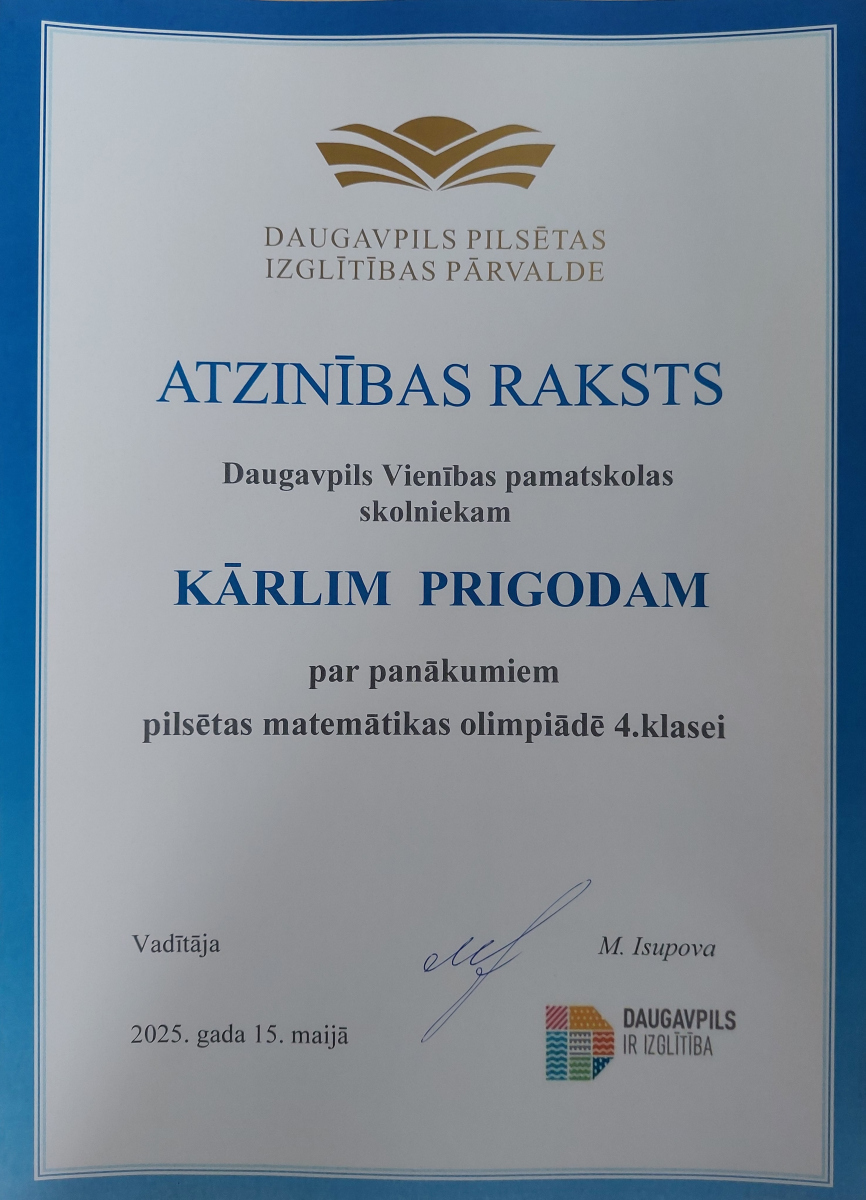 DAUGAVPILS PILSĒTAS
IZGLĪTĪBAS PĀRVALDE
ATZINĪBAS RAKSTS
Daugavpils Vienības pamatskolas
skolniekam
KĀRLIM PRIGODAM
par panākumiem
pilsētas matemātikas olimpiādē 4.klasei
Vadītāja
M. Isupova
2025. gada 15. maijā
DAUGAVPILS
IR IZGLĪTĪBA